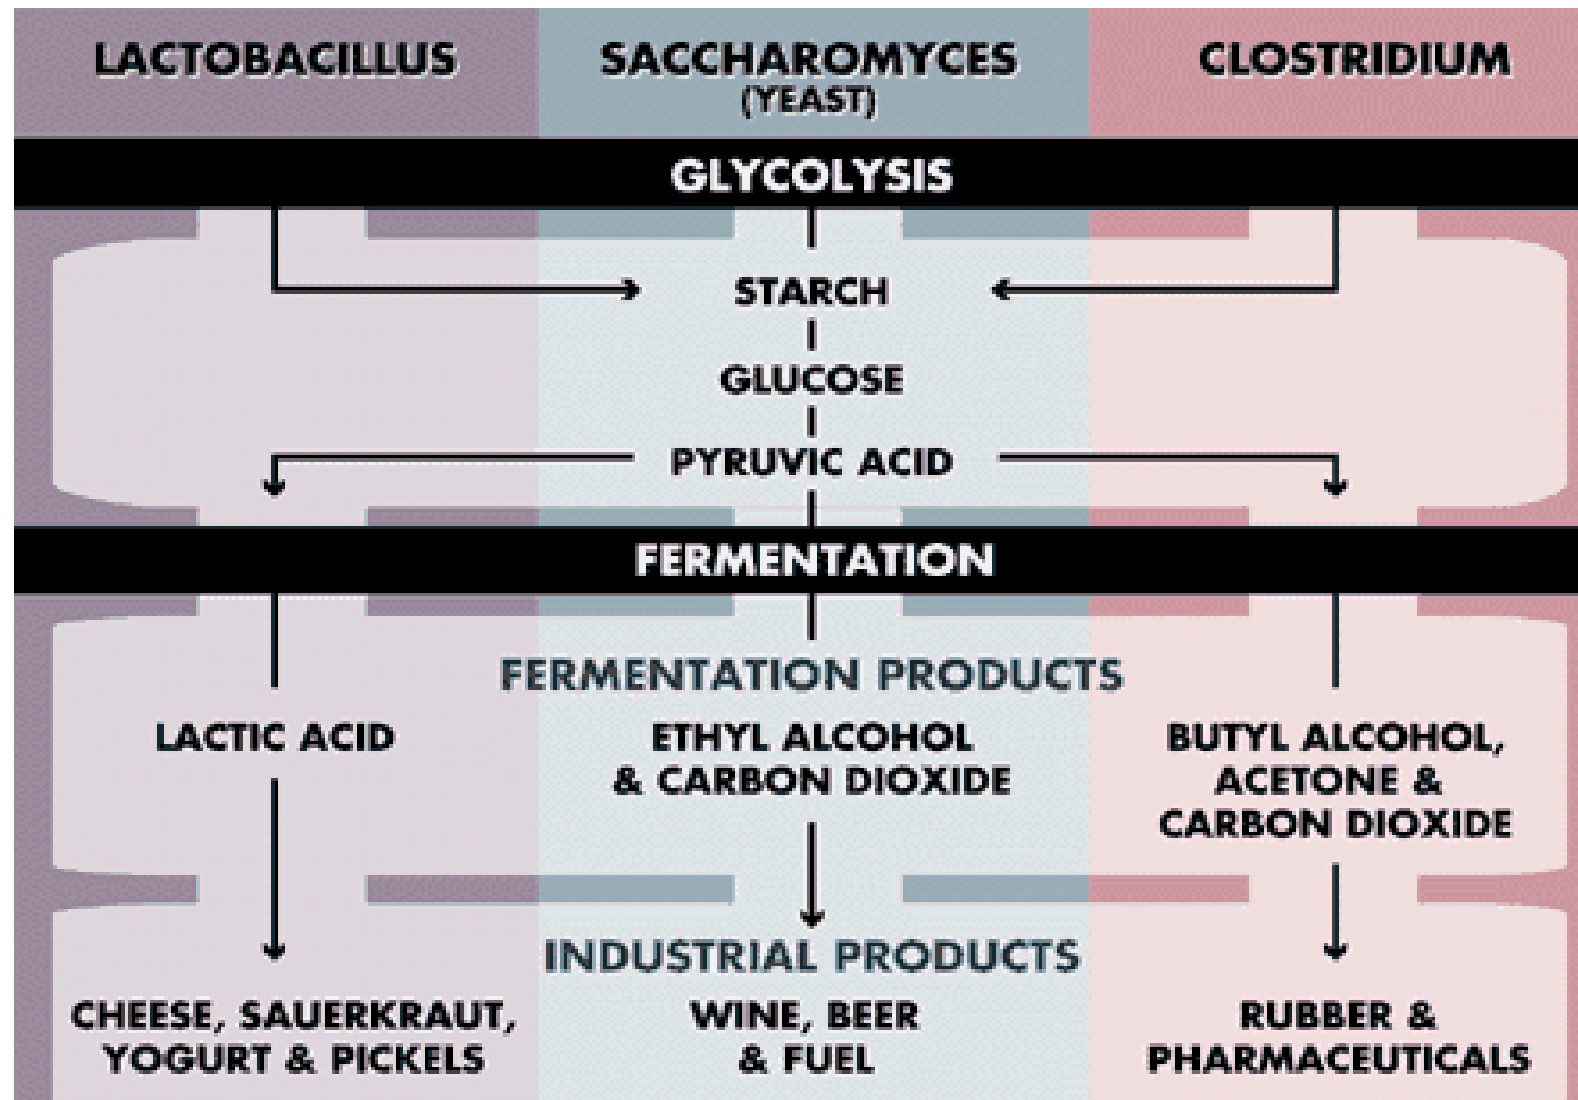 LACTOBACILLUS
SACCHAROMYCES
(YEAST)
CLOSTRIDIUM
GLYCOLYSIS
STARCH
GLUCOSE
PYRUVIC ACID
FERMENTATION
FERMENTATION PRODUCTS
LACTIC ACID
ETHYL ALCOHOL
& CARBON DIOXIDE
BUTYL ALCOHOL,
ACETONE &
CARBON DIOXIDE
INDUSTRIAL PRODUCTS
CHEESE, SAUERKRAUT,
YOGURT & PICKELS
WINE, BEER
& FUEL
RUBBER &
PHARMACEUTICALS